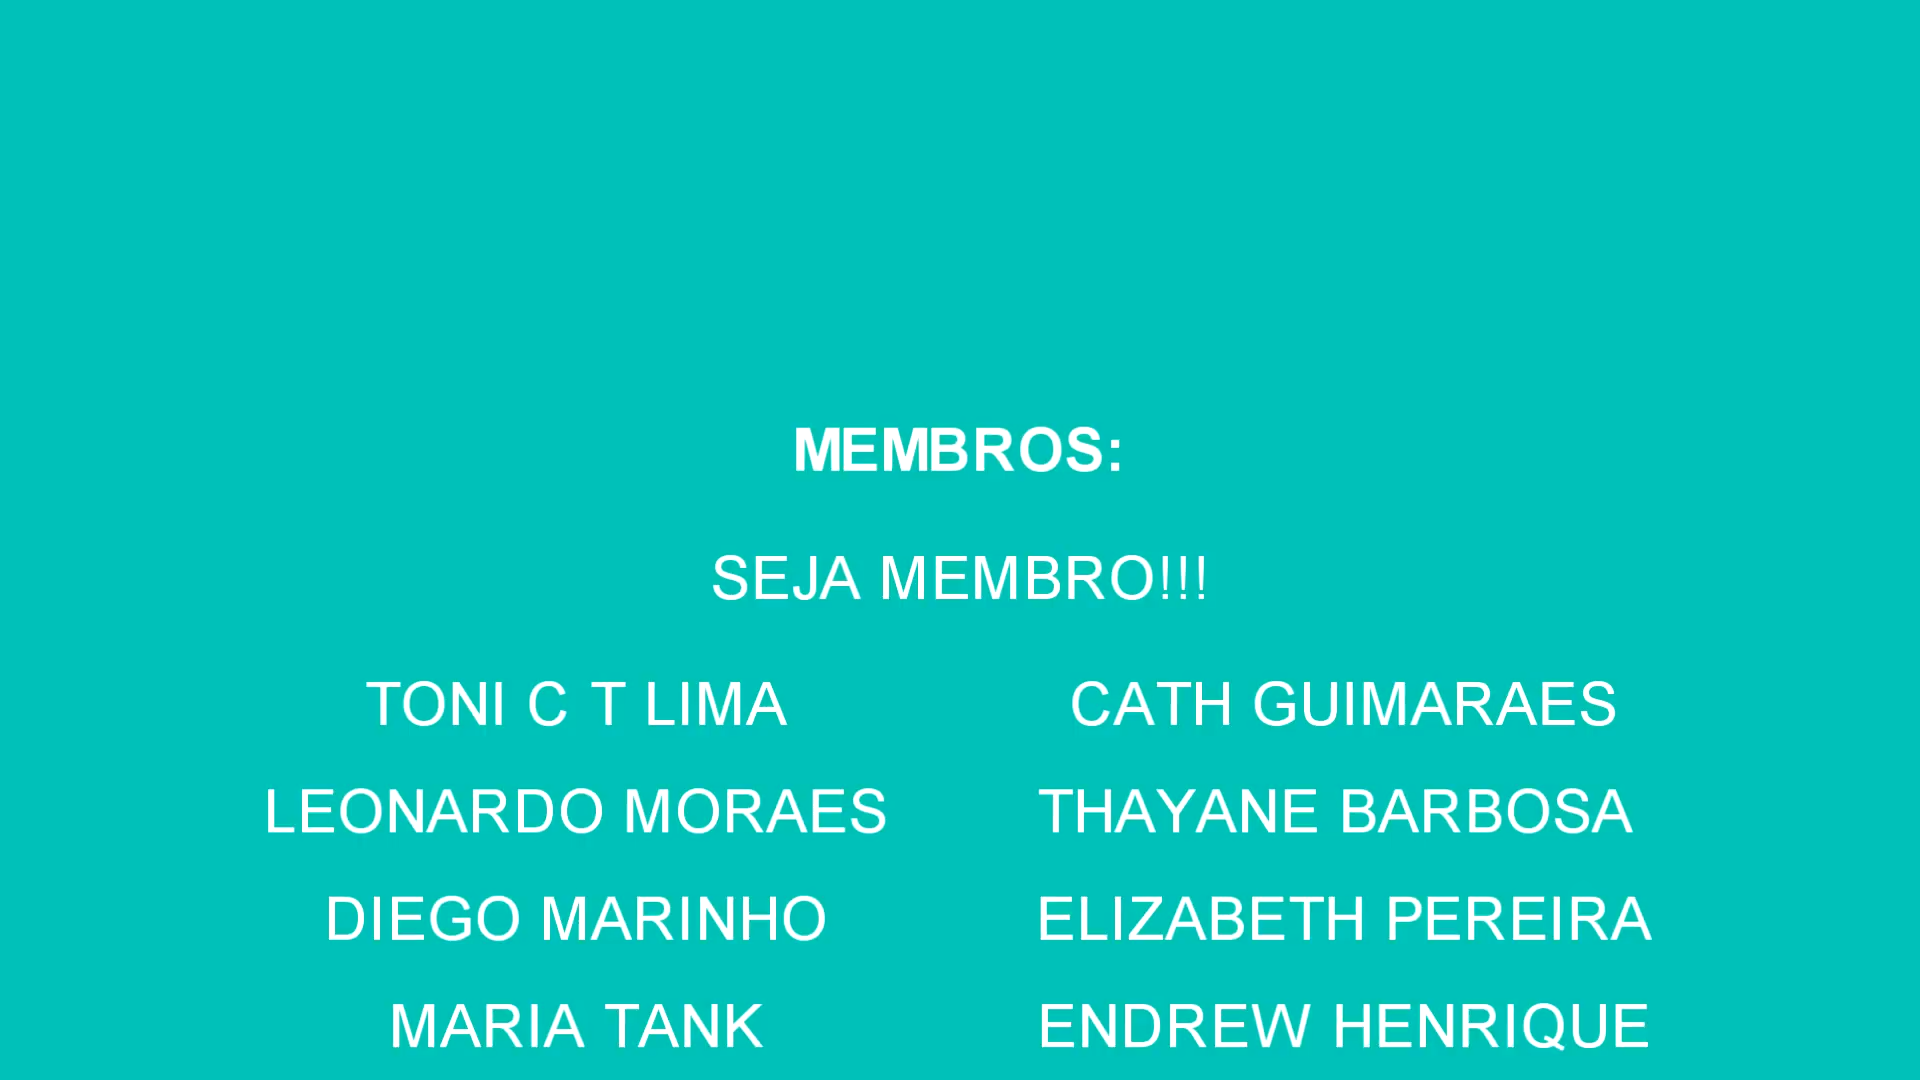 MEMBROS:
SEJA MEMBRO!!!
TONI C T LIMA
CATH GUIMARAES
LEONARDO MORAES
THAYANE BARBOSA
DIEGO MARINHO
ELIZABETH PEREIRA
MARIA TANK
ENDREW HENRIQUE